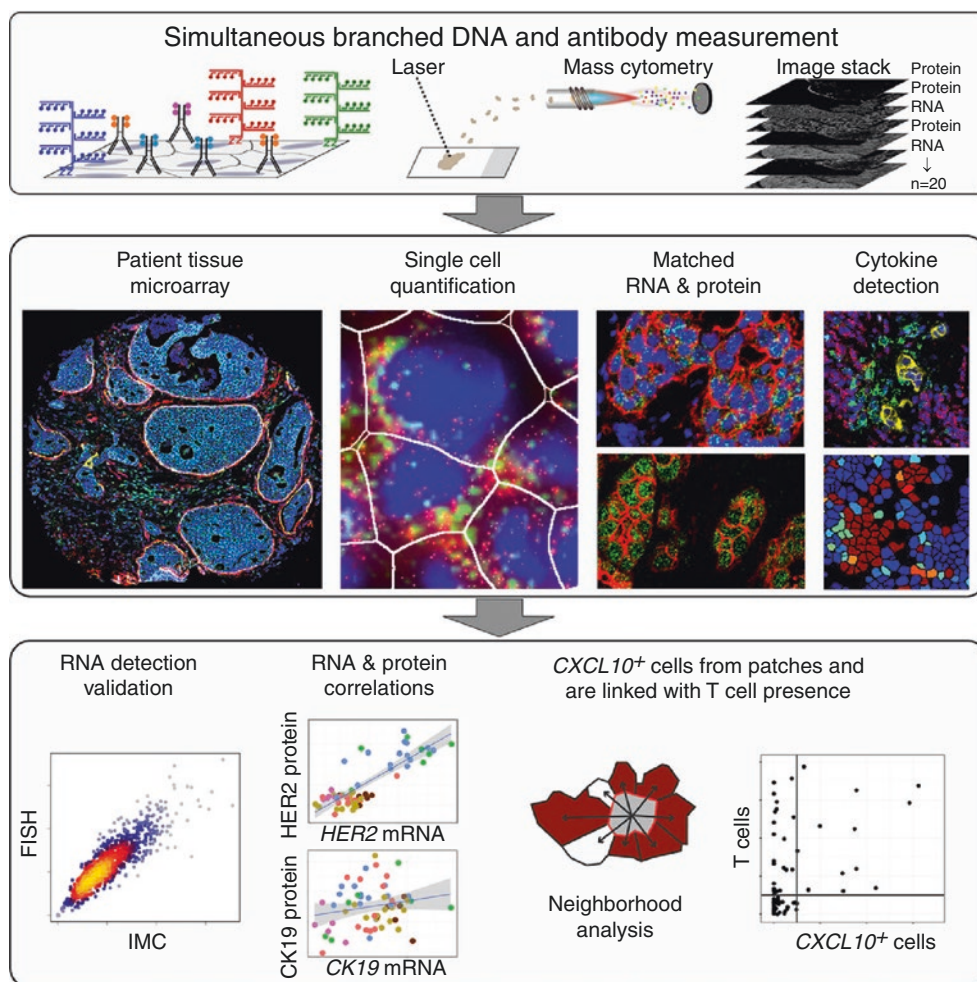 Simultaneous branched DNA and antibody measurement
Laser
Mass cytometry
Image stack
Protein
Protein
RNA
Protein
RNA
↓
n=20
Patient tissue
microarray
Single cell
quantification
Matched
RNA & protein
Cytokine
detection
RNA detection
validation
FISH
IMC
RNA & protein
correlations
HER2 protein
HER2 mRNA
CK19 protein
CK19 mRNA
CXCL10+ cells from patches and
are linked with T cell presence
Neighborhood
analysis
T cells
CXCL10+ cells